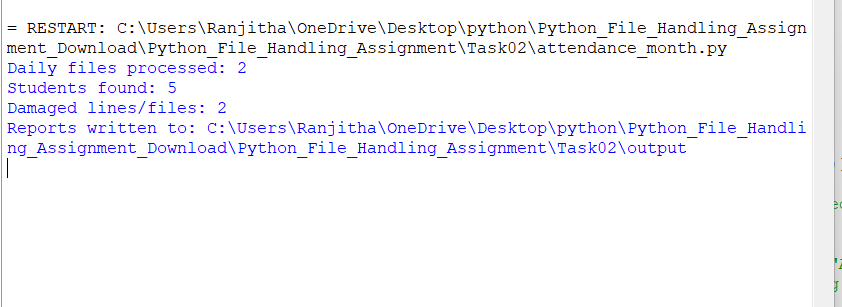 = RESTART: C:\Users\Ranjitha\OneDrive\Desktop\python\Python_File_Handling_Assign
ment_Download\Python_File_Handling_Assignment\Task02\attendance_month.py
Daily files processed: 2
Students found: 5
Damaged lines/files: 2
Reports written to: C:\Users\Ranjitha\OneDrive\Desktop\python\Python_File_Handli
ng_Assignment_Download\Python_File_Handling_Assignment\Task02\output